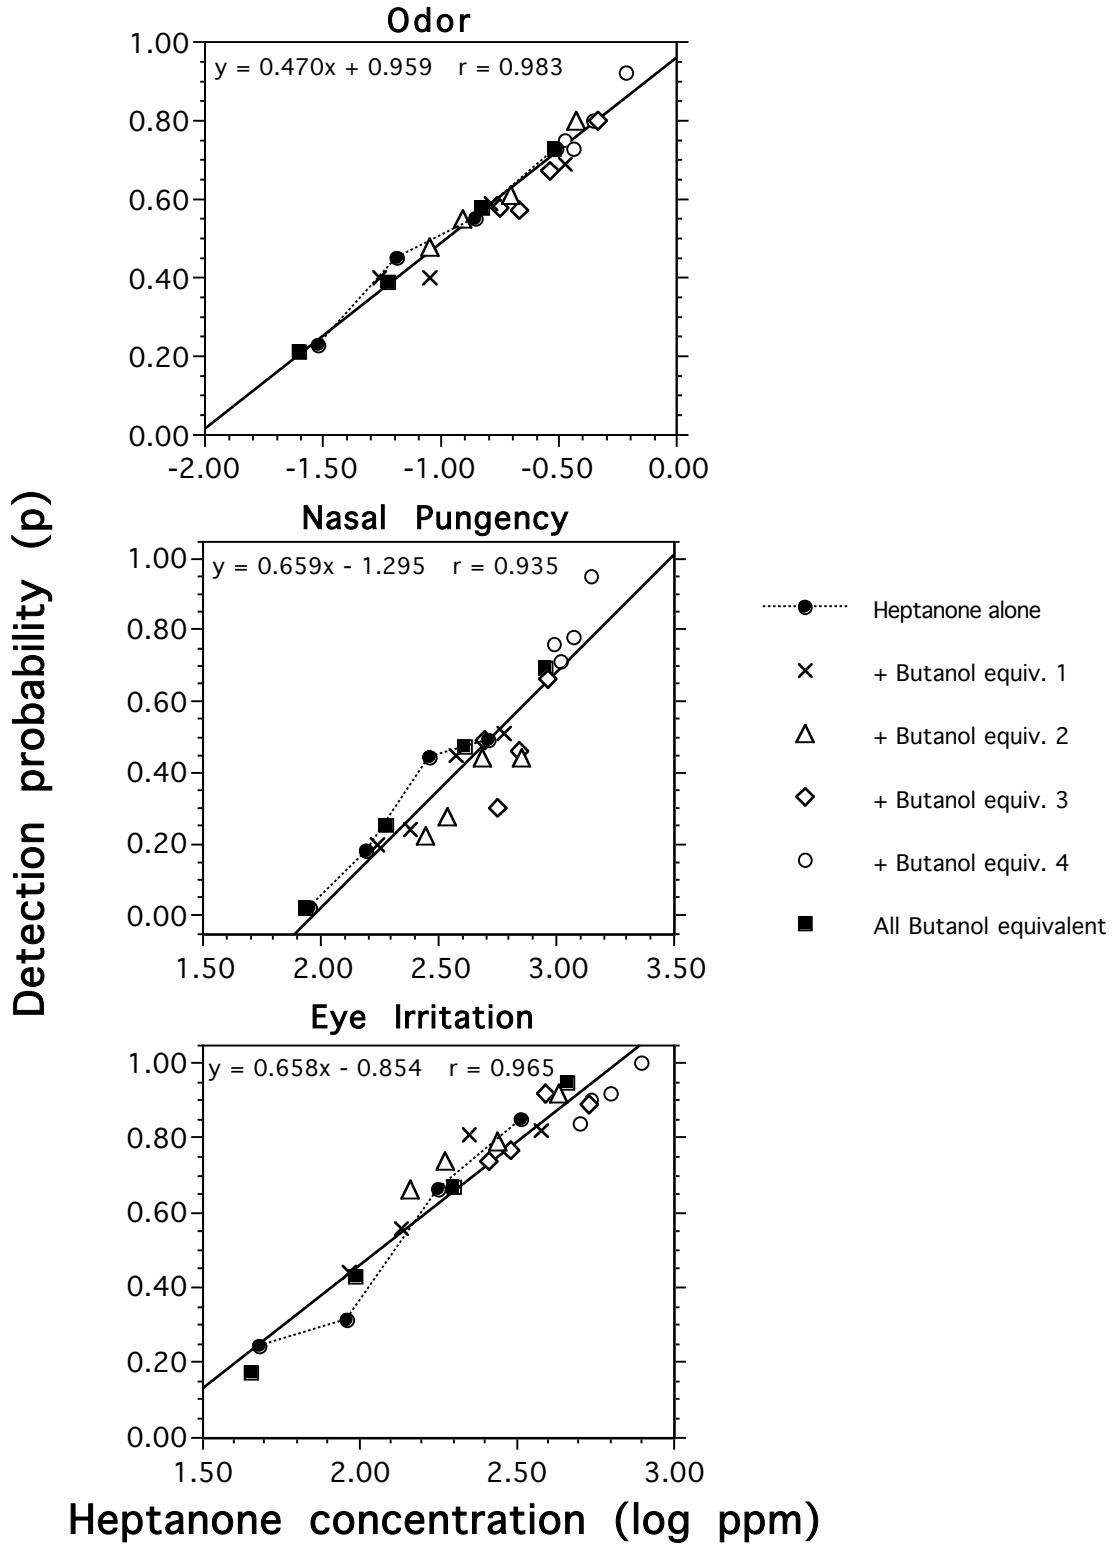 Odor
y = 0.470x + 0.959 r = 0.983
1.00
0.80
0.60
0.40
0.20
0.00
-2.00 -1.50 -1.00 -0.50 0.00
Nasal Pungency
y = 0.659x - 1.295 r = 0.935
1.00
0.80
0.60
0.40
0.20
0.00
1.50 2.00 2.50 3.00 3.50
Eye Irritation
y = 0.658x - 0.854 r = 0.965
1.00
0.80
0.60
0.40
0.20
0.00
1.50 2.00 2.50 3.00
Heptanone concentration (log ppm)
Detection probability (p)
Heptanone alone
+ Butanol equiv. 1
+ Butanol equiv. 2
+ Butanol equiv. 3
+ Butanol equiv. 4
All Butanol equivalent